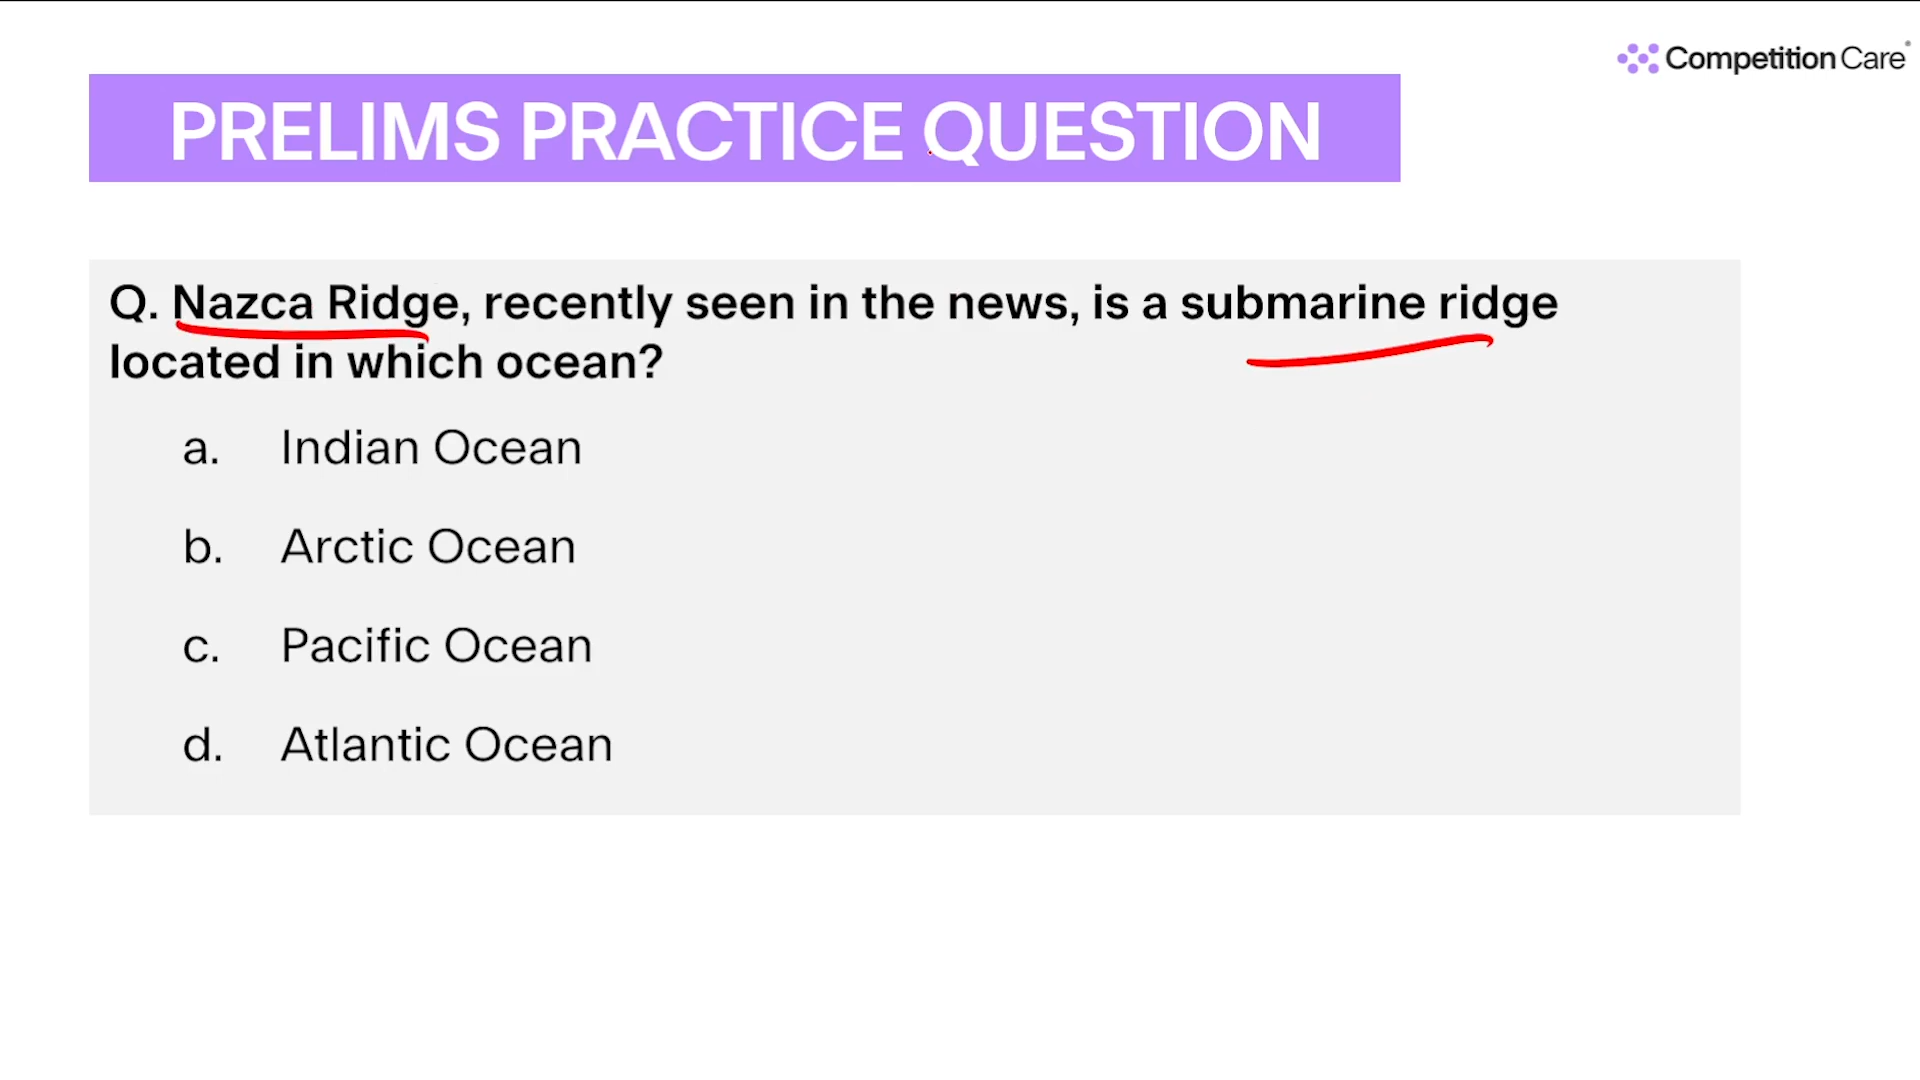 Competition Care
PRELIMS PRACTICE QUESTION
Q. Nazca Ridge, recently seen in the news, is a submarine ridge
located in which ocean?
a. Indian Ocean
b. Arctic Ocean
c. Pacific Ocean
d. Atlantic Ocean